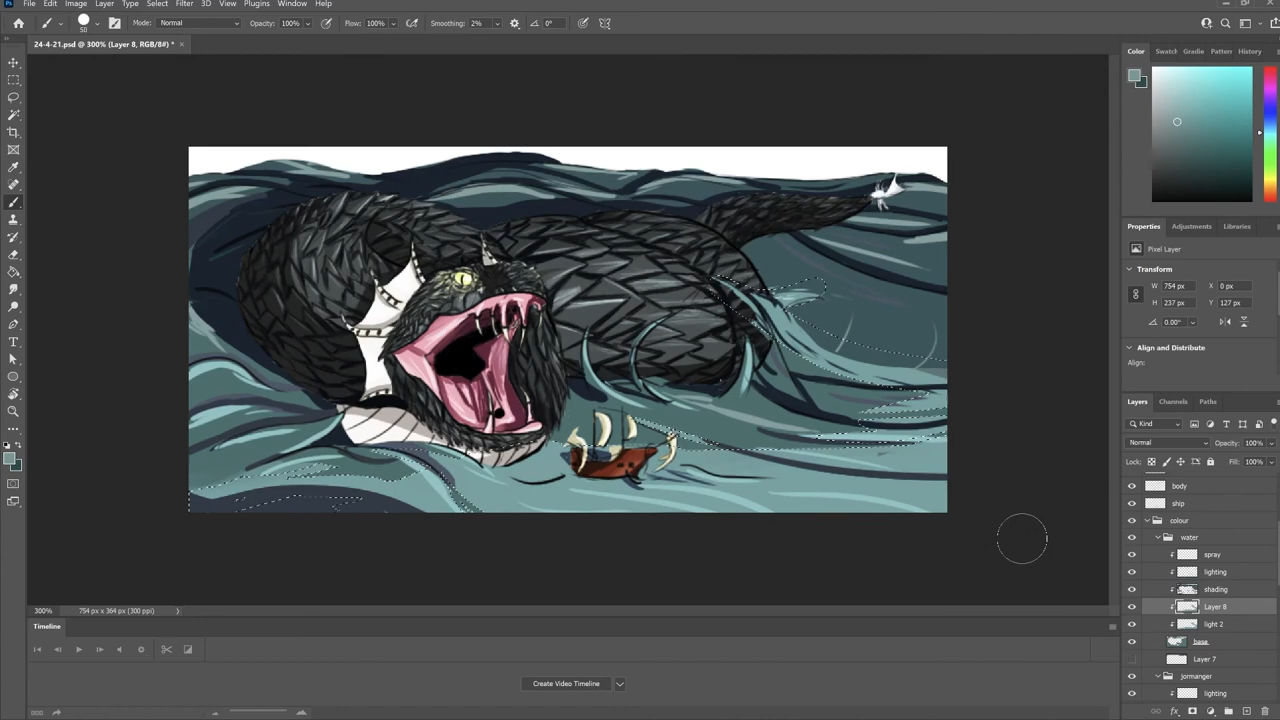 Ps File Edit Image Layer Type Select Filter 3D View Plugins Window Help
50 Mode: Normal Opacity: 100% Flow: 100% Smoothing: 2% 0°
24-4-21.psd @ 300% (Layer 8, RGB/8#) * ×
Color Swatch Gradie Pattern History
Properties Adjustments Libraries
Pixel Layer
Transform
W: 754 px X: 0 px
H: 237 px Y: 127 px
0.00°
Align and Distribute
Align:
Layers Channels Paths
Kind
Normal Opacity: 100%
Lock: Fill: 100%
body
ship
colour
water
spray
lighting
shading
Layer 8
light 2
base
Layer 7
jormanger
lighting
fx
300% 754 px x 364 px (300 ppi)
Timeline
Create Video Timeline